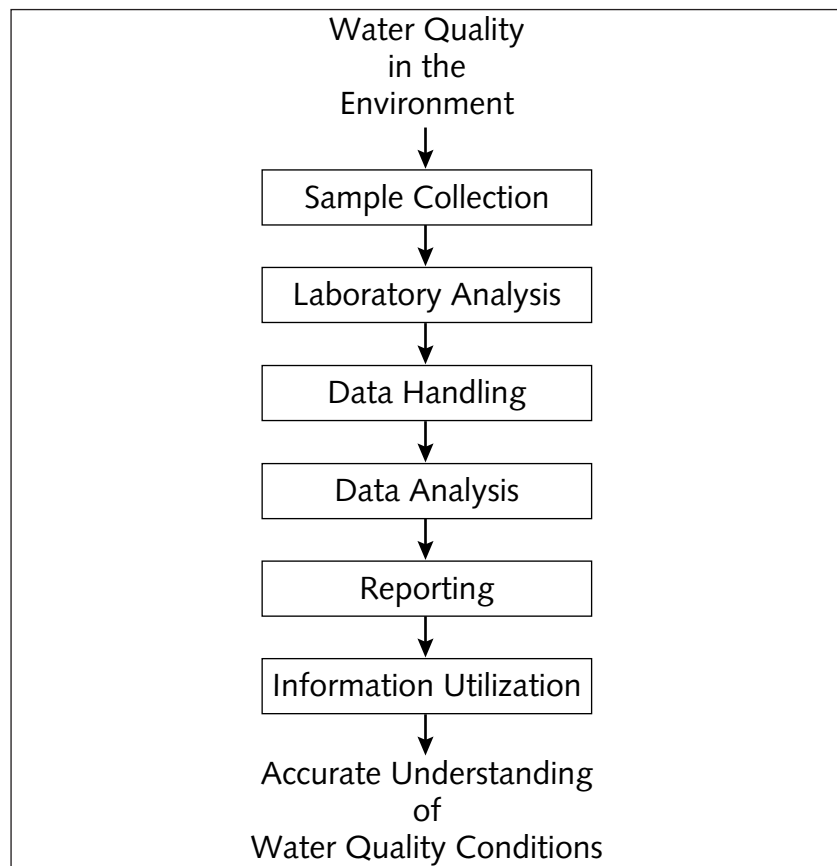 Water Quality
in the
Environment
Sample Collection
Laboratory Analysis
Data Handling
Data Analysis
Reporting
Information Utilization
Accurate Understanding
of
Water Quality Conditions